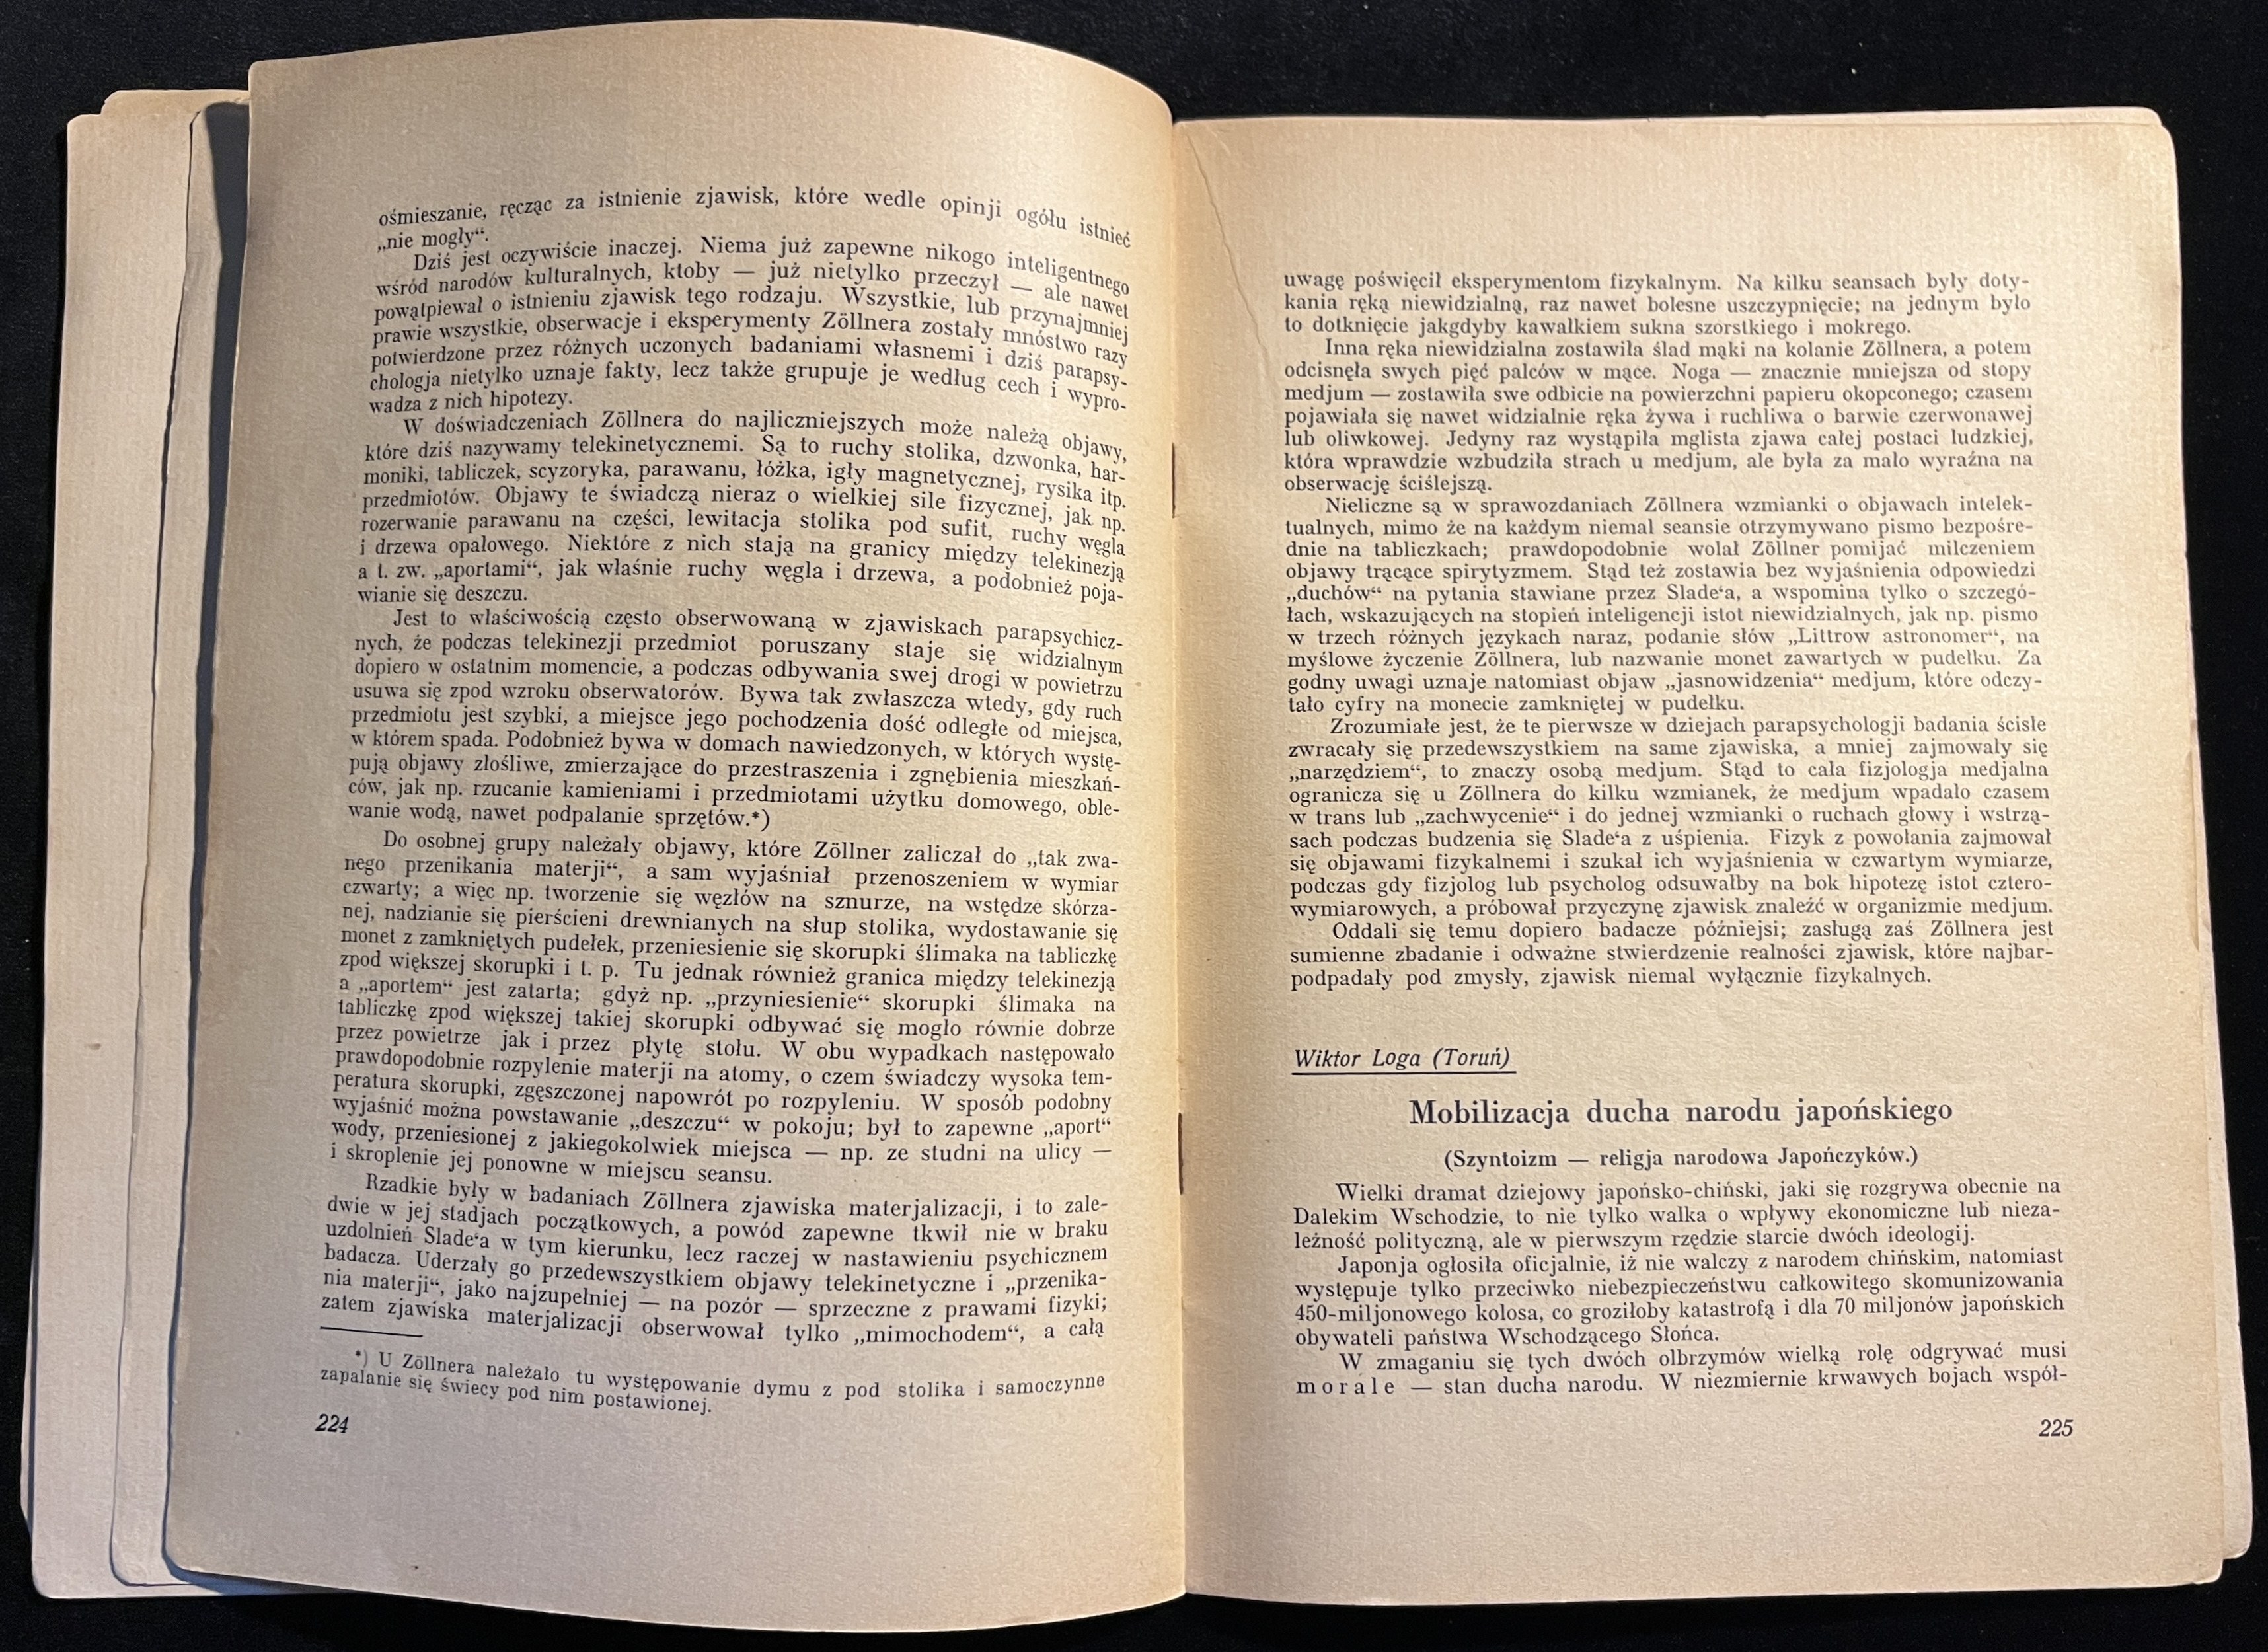 ośmieszanie, ręcząc za istnienie zjawisk, które wedle opinji ogółu istnieć
„nie mogły“.
Dziś jest oczywiście inaczej. Niema już zapewne nikogo inteligentnego
wśród narodów kulturalnych, ktoby — już nietylko przeczył — ale nawet
powątpiewał o istnieniu zjawisk tego rodzaju. Wszystkie, lub przynajmniej
prawie wszystkie, obserwacje i eksperymenty Zöllnera zostały mnóstwo razy
potwierdzone przez różnych uczonych badaniami własnemi i dziś parapsy-
chologja nietylko uznaje fakty, lecz także grupuje je według cech i wypro-
wadza z nich hipotezy.
W doświadczeniach Zöllnera do najliczniejszych może należą objawy,
które dziś nazywamy telekinetycznemi. Są to ruchy stolika, dzwonka, har-
moniki, tabliczek, scyzoryka, parawanu, łóżka, igły magnetycznej, rysika itp.
przedmiotów. Objawy te świadczą nieraz o wielkiej sile fizycznej, jak np.
rozerwanie parawanu na części, lewitacja stolika pod sufit, ruchy węgla
i drzewa opałowego. Niektóre z nich stają na granicy między telekinezją
a t. zw. „aportami“, jak właśnie ruchy węgla i drzewa, a podobnież poja-
wianie się deszczu.
Jest to właściwością często obserwowaną w zjawiskach parapsychicz-
nych, że podczas telekinezji przedmiot poruszany staje się widzialnym
dopiero w ostatnim momencie, a podczas odbywania swej drogi w powietrzu
usuwa się zpod wzroku obserwatorów. Bywa tak zwłaszcza wtedy, gdy ruch
przedmiotu jest szybki, a miejsce jego pochodzenia dość odległe od miejsca,
w którem spada. Podobnież bywa w domach nawiedzonych, w których wystę-
pują objawy złośliwe, zmierzające do przestraszenia i zgnębienia mieszkań-
ców, jak np. rzucanie kamieniami i przedmiotami użytku domowego, oble-
wanie wodą, nawet podpalanie sprzętów.*)
Do osobnej grupy należały objawy, które Zöllner zaliczał do „tak zwa-
nego przenikania materji“, a sam wyjaśniał przenoszeniem w wymiar
czwarty; a więc np. tworzenie się węzłów na sznurze, na wstędze skórza-
nej, nadzianie się pierścieni drewnianych na słup stolika, wydostawanie się
monet z zamkniętych pudełek, przeniesienie się skorupki ślimaka na tabliczkę
zpod większej skorupki i t. p. Tu jednak również granica między telekinezją
a „aportem“ jest zatarta; gdyż np. „przyniesienie“ skorupki ślimaka na
tabliczkę zpod większej takiej skorupki odbywać się mogło równie dobrze
przez powietrze jak i przez płytę stołu. W obu wypadkach następowało
prawdopodobnie rozpylenie materji na atomy, o czem świadczy wysoka tem-
peratura skorupki, zgęszczonej napowrót po rozpyleniu. W sposób podobny
wyjaśnić można powstawanie „deszczu“ w pokoju; był to zapewne „aport“
wody, przeniesionej z jakiegokolwiek miejsca — np. ze studni na ulicy —
i skroplenie jej ponowne w miejscu seansu.
Rzadkie były w badaniach Zöllnera zjawiska materjalizacji, i to zale-
dwie w jej stadjach początkowych, a powód zapewne tkwił nie w braku
uzdolnień Slade‘a w tym kierunku, lecz raczej w nastawieniu psychicznem
badacza. Uderzały go przedewszystkiem objawy telekinetyczne i „przenika-
nia materji“, jako najzupełniej — na pozór — sprzeczne z prawami fizyki;
zatem zjawiska materjalizacji obserwował tylko „mimochodem“, a całą
*) U Zöllnera należało tu występowanie dymu z pod stolika i samoczynne
zapalanie się świecy pod nim postawionej.
224
uwagę poświęcił eksperymentom fizykalnym. Na kilku seansach były doty-
kania ręką niewidzialną, raz nawet bolesne uszczypnięcie; na jednym było
to dotknięcie jakgdyby kawałkiem sukna szorstkiego i mokrego.
Inna ręka niewidzialna zostawiła ślad mąki na kolanie Zöllnera, a potem
odcisnęła swych pięć palców w mące. Noga — znacznie mniejsza od stopy
medjum — zostawiła swe odbicie na powierzchni papieru okopconego; czasem
pojawiała się nawet widzialnie ręka żywa i ruchliwa o barwie czerwonawej
lub oliwkowej. Jedyny raz wystąpiła mglista zjawa całej postaci ludzkiej,
która wprawdzie wzbudziła strach u medjum, ale była za mało wyraźna na
obserwację ściślejszą.
Nieliczne są w sprawozdaniach Zöllnera wzmianki o objawach intelek-
tualnych, mimo że na każdym niemal seansie otrzymywano pismo bezpośre-
dnie na tabliczkach; prawdopodobnie wolał Zöllner pomijać milczeniem
objawy trącące spirytyzmem. Stąd też zostawia bez wyjaśnienia odpowiedzi
„duchów“ na pytania stawiane przez Slade‘a, a wspomina tylko o szczegó-
łach, wskazujących na stopień inteligencji istot niewidzialnych, jak np. pismo
w trzech różnych językach naraz, podanie słów „Littrow astronomer“, na
myślowe życzenie Zöllnera, lub nazwanie monet zawartych w pudełku. Za
godny uwagi uznaje natomiast objaw „jasnowidzenia“ medjum, które odczy-
tało cyfry na monecie zamkniętej w pudełku.
Zrozumiałe jest, że te pierwsze w dziejach parapsychologji badania ścisłe
zwracały się przedewszystkiem na same zjawiska, a mniej zajmowały się
„narzędziem“, to znaczy osobą medjum. Stąd to cała fizjologja medjalna
ogranicza się u Zöllnera do kilku wzmianek, że medjum wpadało czasem
w trans lub „zachwycenie“ i do jednej wzmianki o ruchach głowy i wstrzą-
sach podczas budzenia się Slade‘a z uśpienia. Fizyk z powołania zajmował
się objawami fizykalnemi i szukał ich wyjaśnienia w czwartym wymiarze,
podczas gdy fizjolog lub psycholog odsuwałby na bok hipotezę istot cztero-
wymiarowych, a próbował przyczynę zjawisk znaleźć w organizmie medjum.
Oddali się temu dopiero badacze późniejsi; zasługą zaś Zöllnera jest
sumienne zbadanie i odważne stwierdzenie realności zjawisk, które najbar-
podpadały pod zmysły, zjawisk niemal wyłącznie fizykalnych.
Wiktor Loga (Toruń)
Mobilizacja ducha narodu japońskiego
(Szyntoizm — religja narodowa Japończyków.)
Wielki dramat dziejowy japońsko-chiński, jaki się rozgrywa obecnie na
Dalekim Wschodzie, to nie tylko walka o wpływy ekonomiczne lub nieza-
leżność polityczną, ale w pierwszym rzędzie starcie dwóch ideologij.
Japonja ogłosiła oficjalnie, iż nie walczy z narodem chińskim, natomiast
występuje tylko przeciwko niebezpieczeństwu całkowitego skomunizowania
450-miljonowego kolosa, co groziłoby katastrofą i dla 70 miljonów japońskich
obywateli państwa Wschodzącego Słońca.
W zmaganiu się tych dwóch olbrzymów wielką rolę odgrywać musi
morale — stan ducha narodu. W niezmiernie krwawych bojach współ-
225